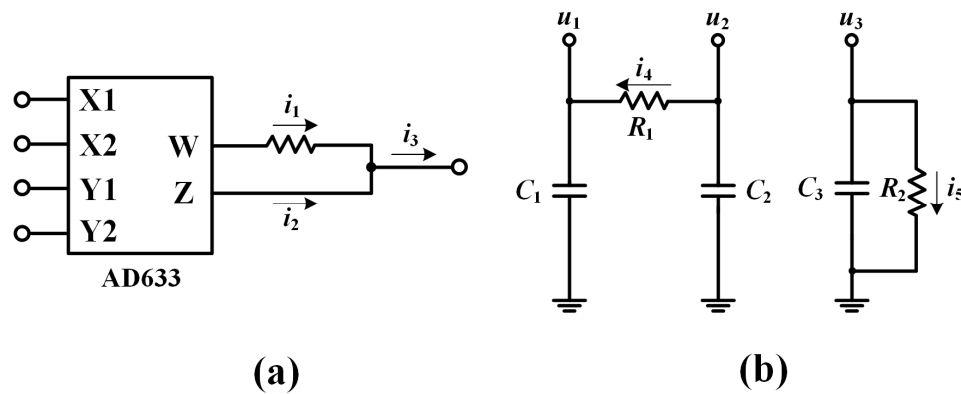 X1
X2
Y1
Y2
W
Z
i₁
i₂
i₃
AD633
(a)
u₁
u₂
u₃
i₄
R₁
C₁
C₂
C₃
R₂
i₅
(b)